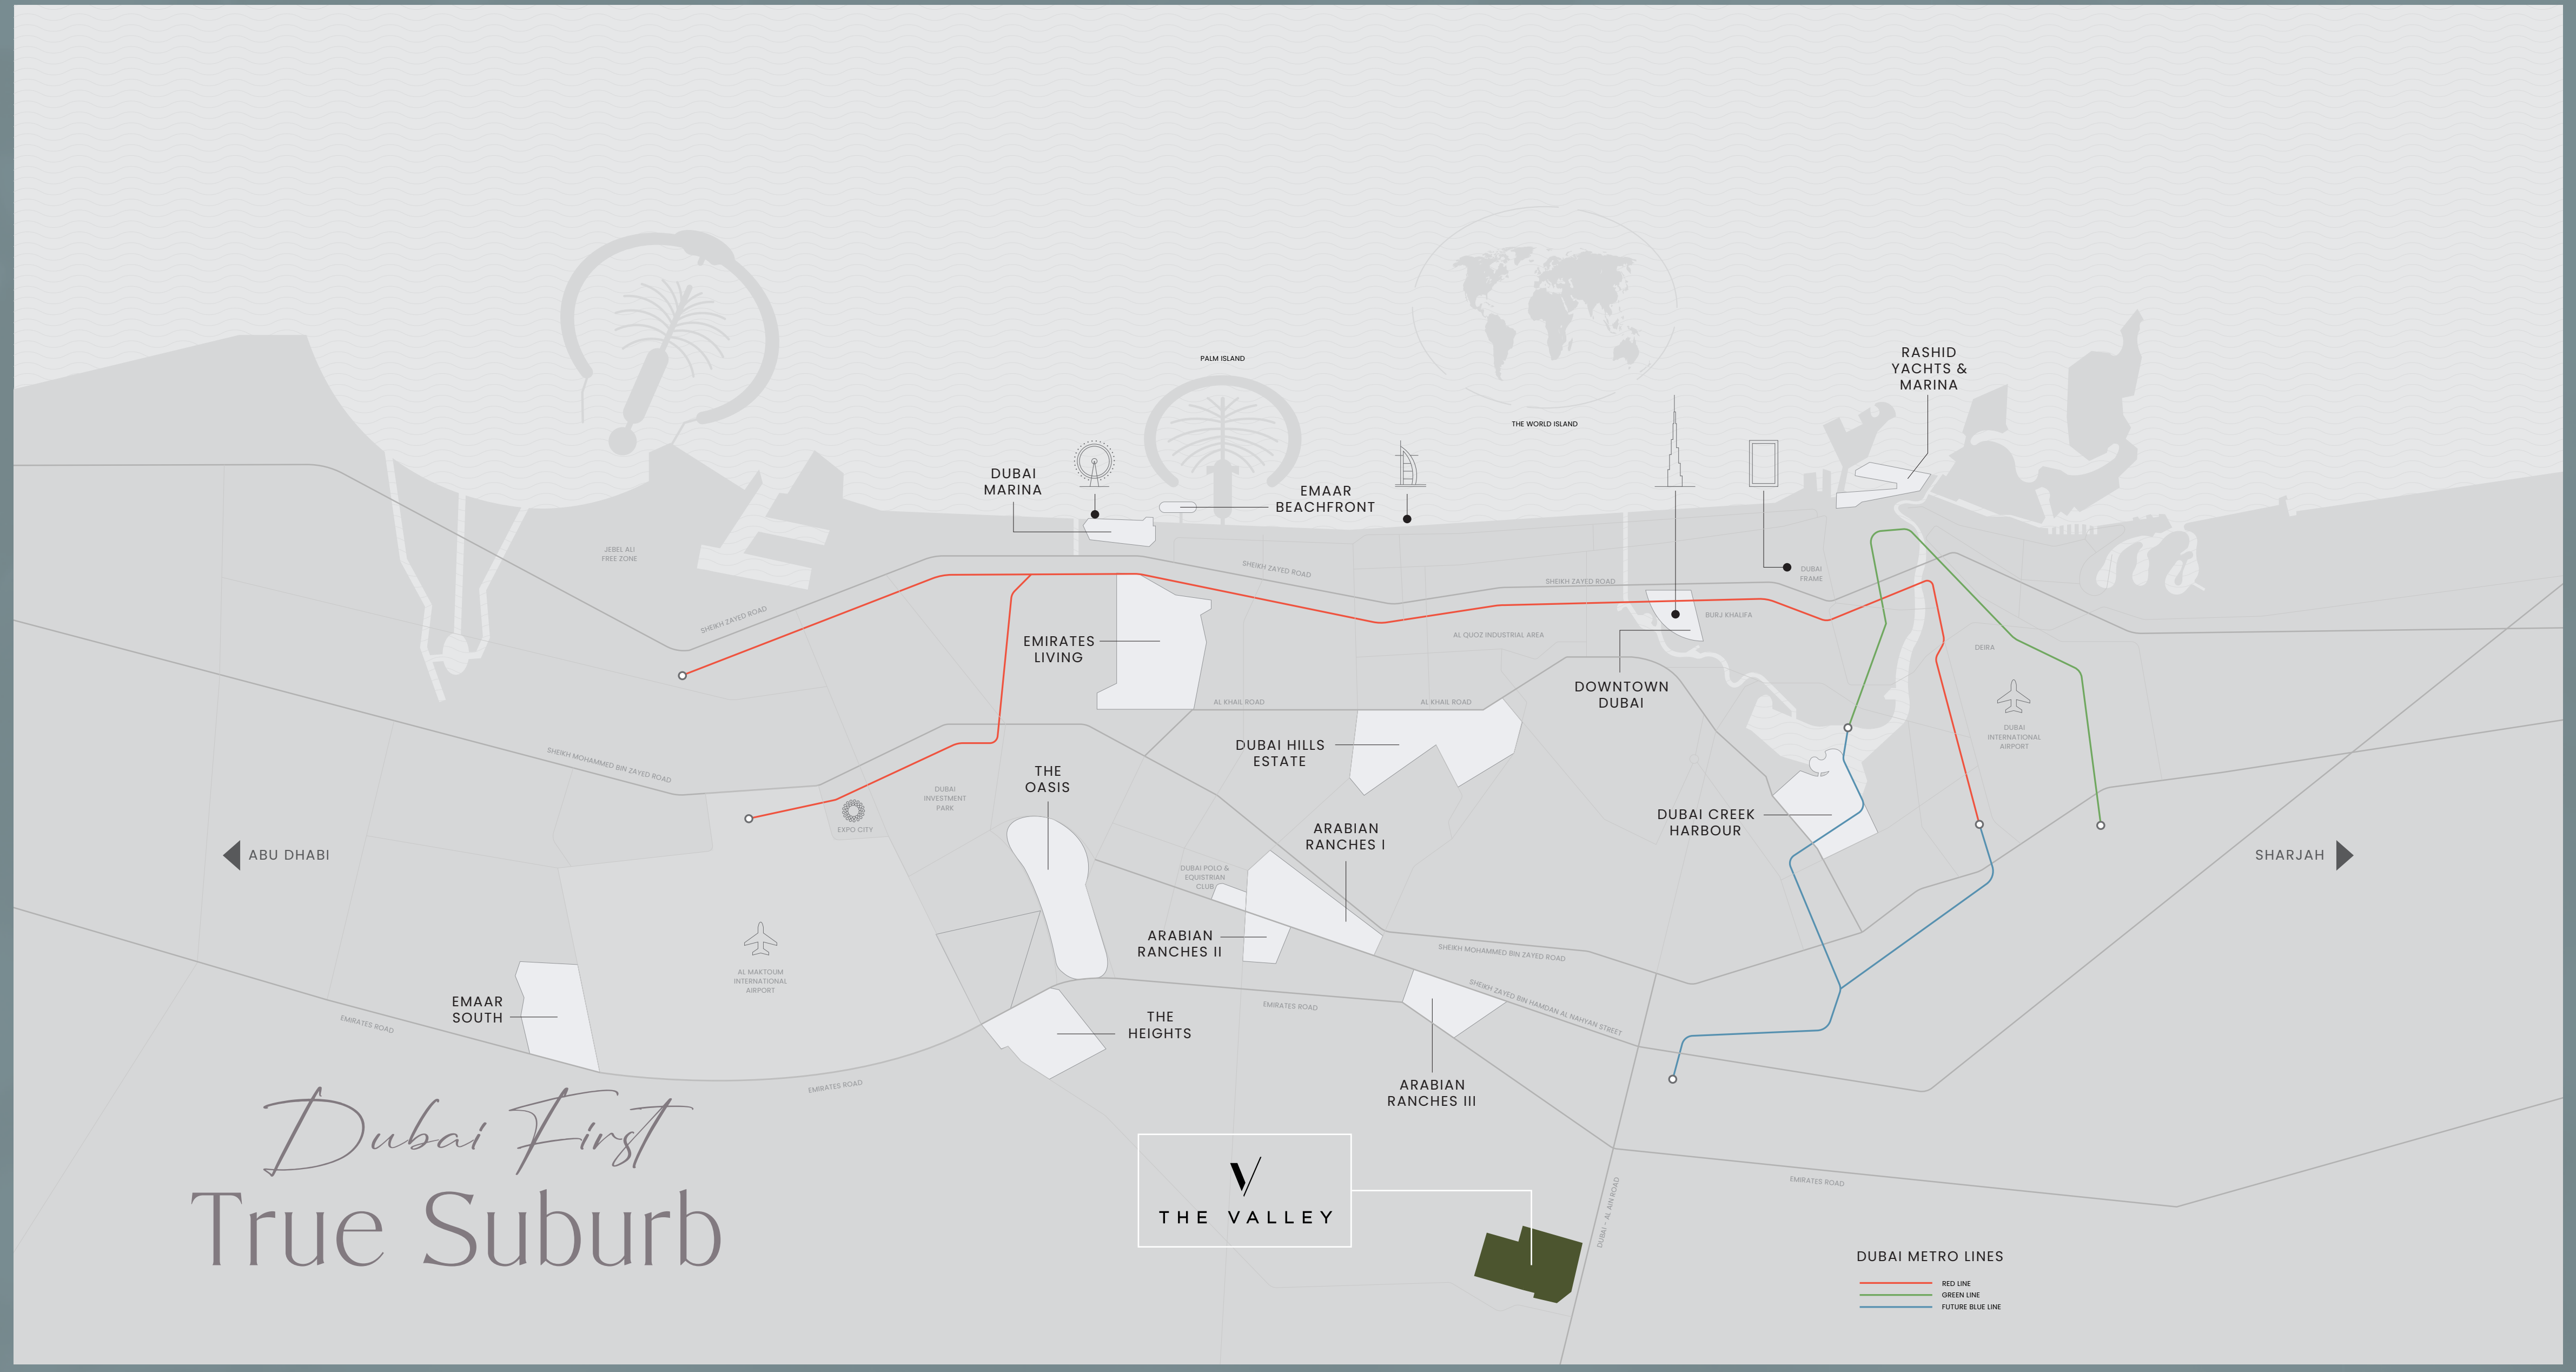 PALM ISLAND
THE WORLD ISLAND
RASHID
YACHTS &
MARINA
DUBAI
MARINA
EMAAR
BEACHFRONT
JEBEL ALI
FREE ZONE
SHEIKH ZAYED ROAD
SHEIKH ZAYED ROAD
SHEIKH ZAYED ROAD
DUBAI
FRAME
BURJ KHALIFA
AL QUOZ INDUSTRIAL AREA
EMIRATES
LIVING
DEIRA
DOWNTOWN
DUBAI
AL KHAIL ROAD
AL KHAIL ROAD
DUBAI
INTERNATIONAL
AIRPORT
SHEIKH MOHAMMED BIN ZAYED ROAD
DUBAI HILLS
ESTATE
THE
OASIS
DUBAI
INVESTMENT
PARK
EXPO CITY
DUBAI CREEK
HARBOUR
ARABIAN
RANCHES I
ABU DHABI
SHARJAH
DUBAI POLO &
EQUESTRIAN
CLUB
ARABIAN
RANCHES II
SHEIKH MOHAMMED BIN ZAYED ROAD
AL MAKTOUM
INTERNATIONAL
AIRPORT
EMAAR
SOUTH
EMIRATES ROAD
EMIRATES ROAD
SHEIKH ZAYED BIN HAMDAN AL NAHYAN STREET
THE
HEIGHTS
EMIRATES ROAD
ARABIAN
RANCHES III
Dubai First
True Suburb
THE VALLEY
EMIRATES ROAD
DUBAI - AL AIN ROAD
DUBAI METRO LINES
RED LINE
GREEN LINE
FUTURE BLUE LINE